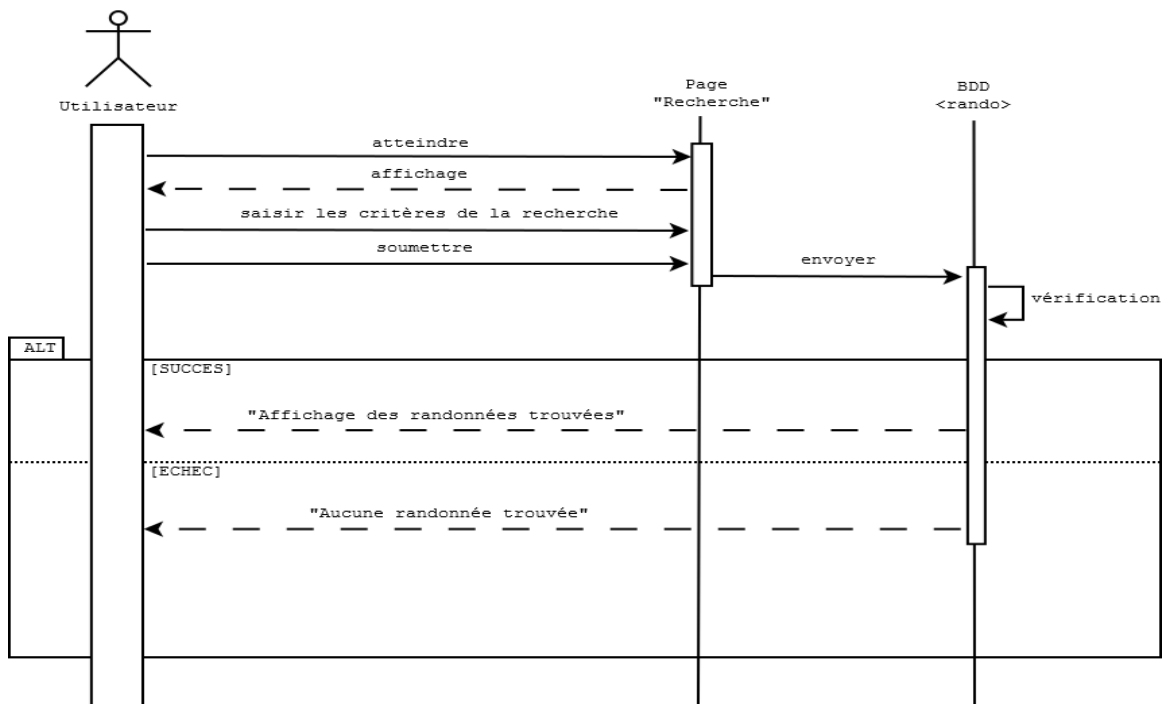 Utilisateur
Page
"Recherche"
BDD
<rando>
atteindre
affichage
saisir les critères de la recherche
soumettre
envoyer
vérification
ALT
[SUCCES]
"Affichage des randonnées trouvées"
[ECHEC]
"Aucune randonnée trouvée"